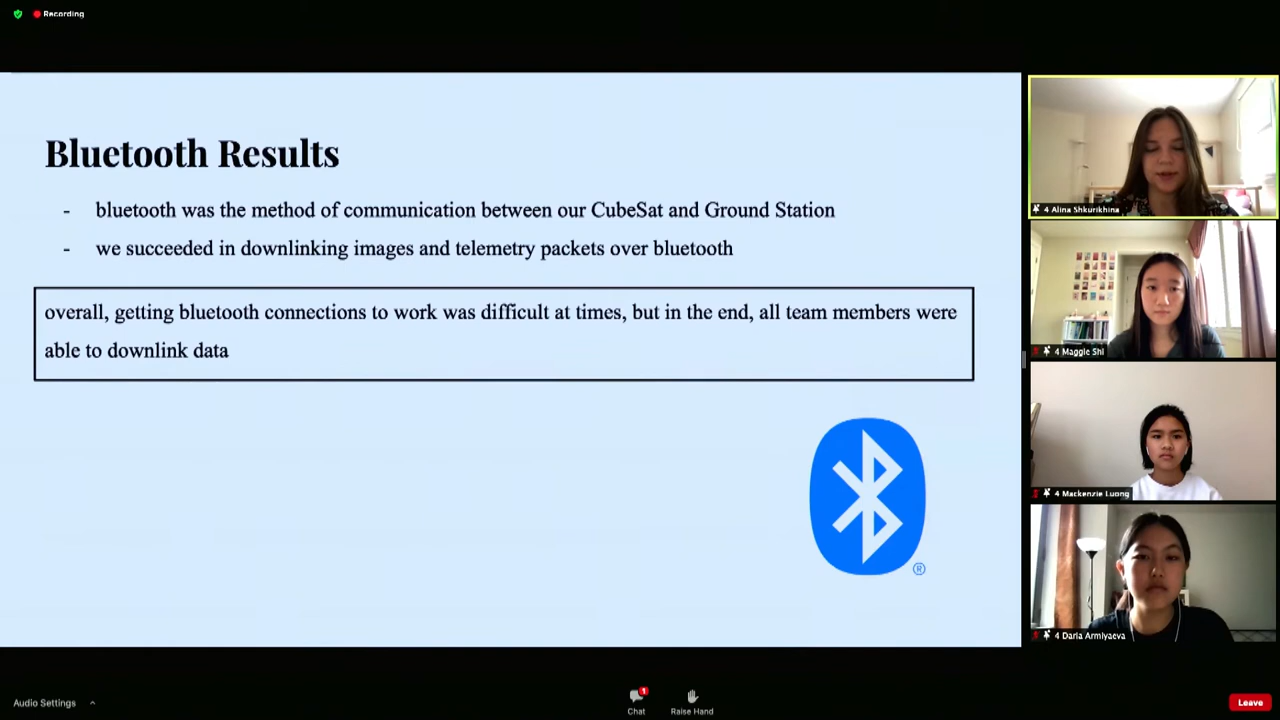 Recording
Bluetooth Results
- bluetooth was the method of communication between our CubeSat and Ground Station
- we succeeded in downlinking images and telemetry packets over bluetooth
overall, getting bluetooth connections to work was difficult at times, but in the end, all team members were
able to downlink data
®
4 Alina Shkurikhina
4 Maggie Shi
4 Mackenzie Luong
4 Daria Armiyaeva
Audio Settings
1
Chat
Raise Hand
Leave